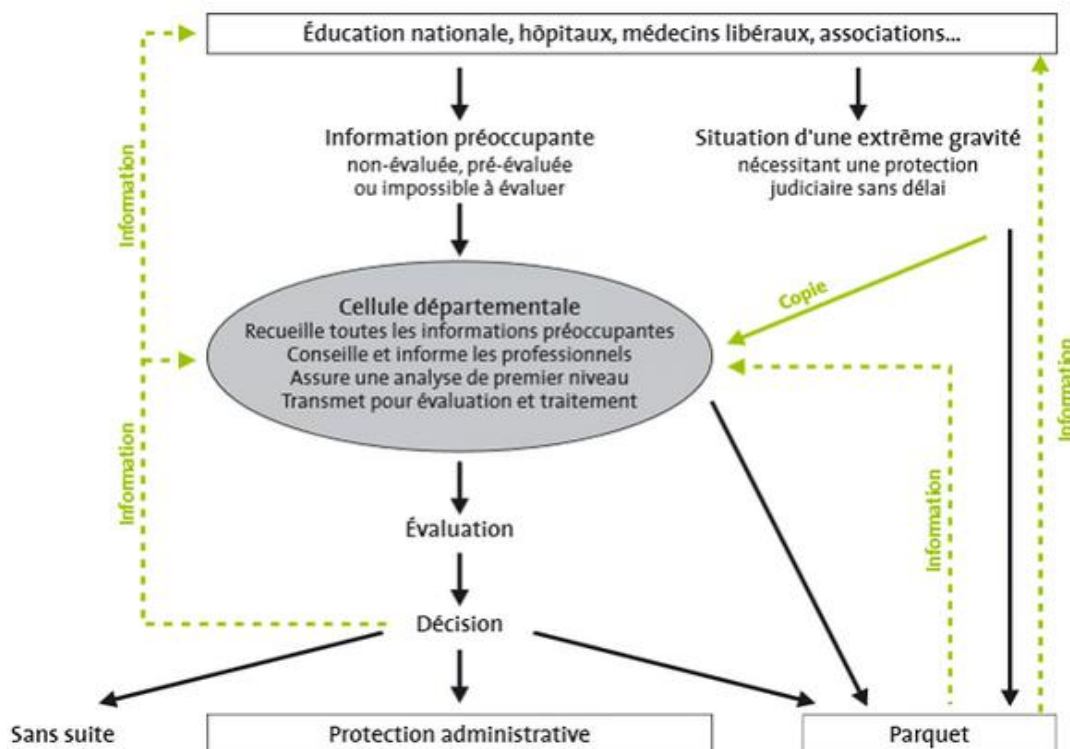 Éducation nationale, hôpitaux, médecins libéraux, associations...
Information préoccupante
non-évaluée, pré-évaluée
ou impossible à évaluer
Situation d'une extrême gravité
nécessitant une protection
judiciaire sans délai
Information
Copie
Cellule départementale
Recueille toutes les informations préoccupantes
Conseille et informe les professionnels
Assure une analyse de premier niveau
Transmet pour évaluation et traitement
Information
Information
Information
Évaluation
Décision
Sans suite
Protection administrative
Parquet